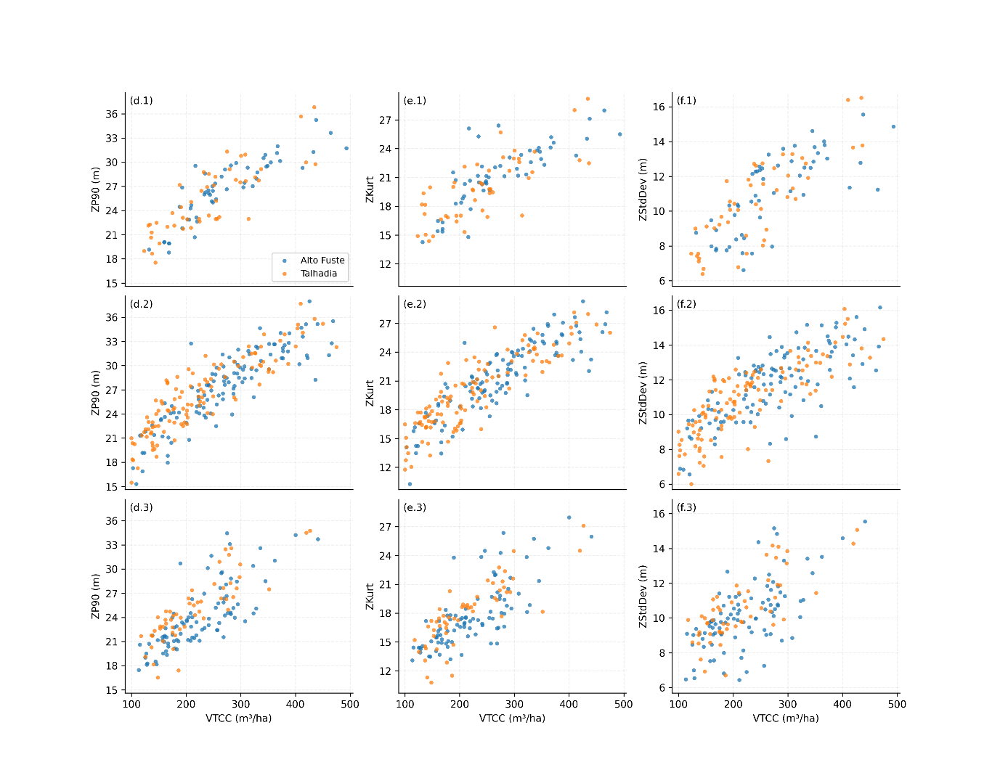 (d.1)
ZP90 (m)
36
33
30
27
24
21
18
15
Alto Fuste
Talhadia
(e.1)
ZKurt
27
24
21
18
15
12
(f.1)
ZStdDev (m)
16
14
12
10
8
6
(d.2)
ZP90 (m)
36
33
30
27
24
21
18
15
(e.2)
ZKurt
27
24
21
18
15
12
(f.2)
ZStdDev (m)
16
14
12
10
8
6
(d.3)
ZP90 (m)
36
33
30
27
24
21
18
15
100 200 300 400 500
VTCC (m³/ha)
(e.3)
ZKurt
27
24
21
18
15
12
100 200 300 400 500
VTCC (m³/ha)
(f.3)
ZStdDev (m)
16
14
12
10
8
6
100 200 300 400 500
VTCC (m³/ha)